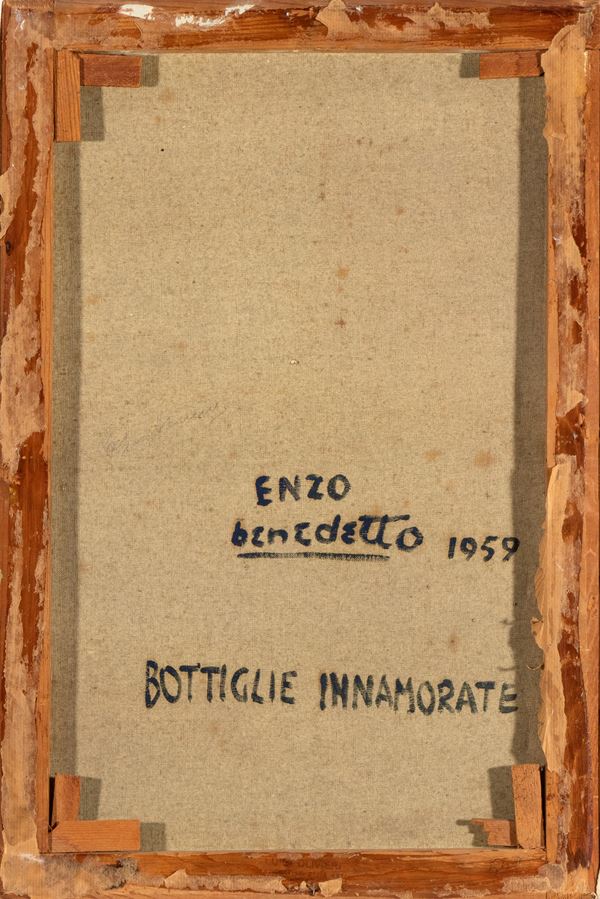 ENZO
benedetto 1959
BOTTIGLIE INNAMORATE